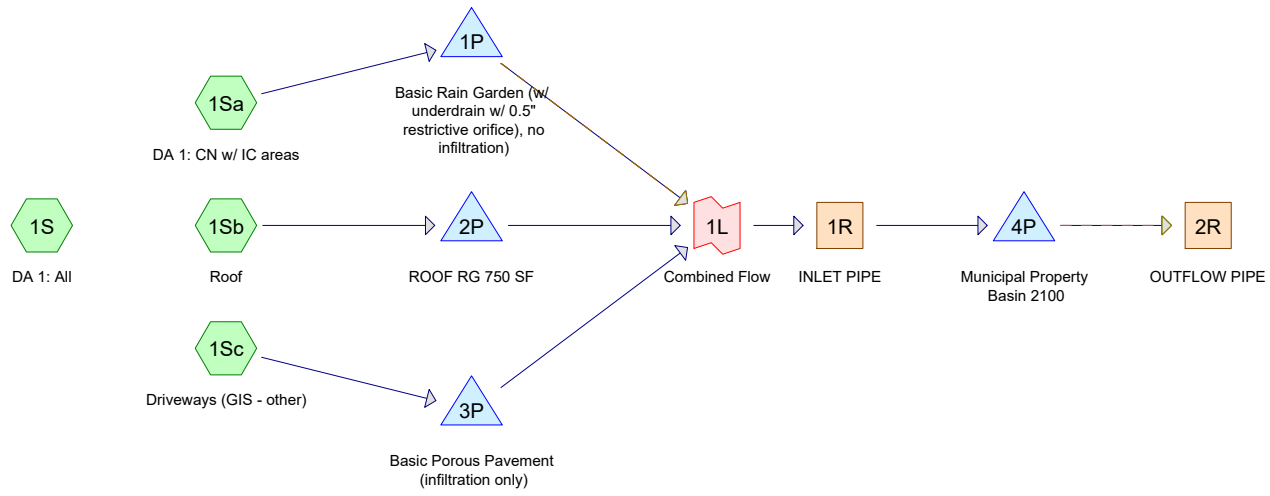 1P
Basic Rain Garden (w/
underdrain w/ 0.5"
restrictive orifice), no
infiltration)
1Sa
DA 1: CN w/ IC areas
1S
DA 1: All
1Sb
Roof
2P
ROOF RG 750 SF
1L
Combined Flow
1R
INLET PIPE
4P
Municipal Property
Basin 2100
2R
OUTFLOW PIPE
1Sc
Driveways (GIS - other)
3P
Basic Porous Pavement
(infiltration only)